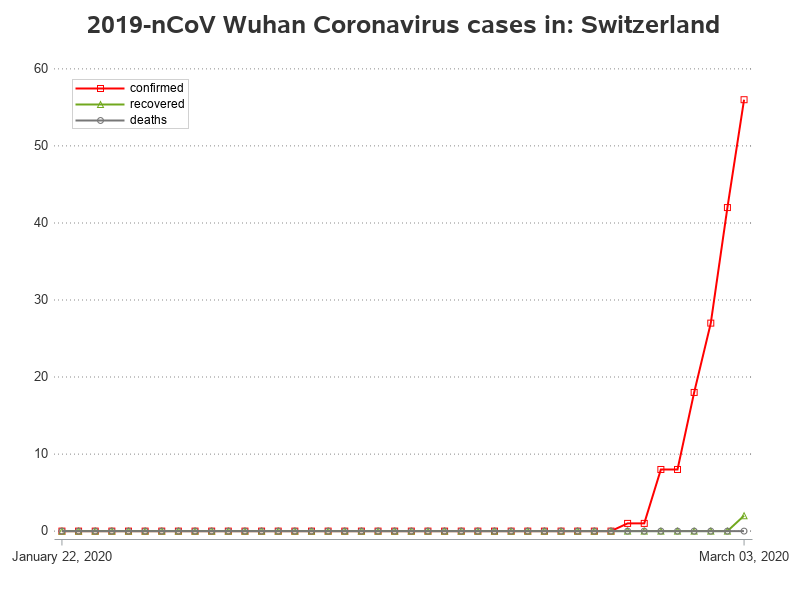 2019-nCoV Wuhan Coronavirus cases in: Switzerland
60
confirmed
recovered
deaths
50
40
30
20
10
0
January 22, 2020
March 03, 2020